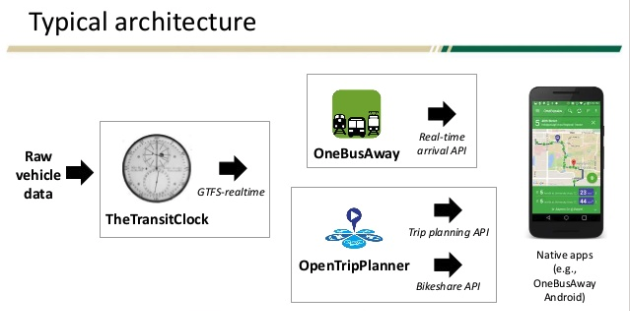 Typical architecture
Raw
vehicle
data
TheTransitClock
GTFS-realtime
OneBusAway
Real-time
arrival API
OpenTripPlanner
Trip planning API
Bikeshare API
Native apps
(e.g.,
OneBusAway
Android)